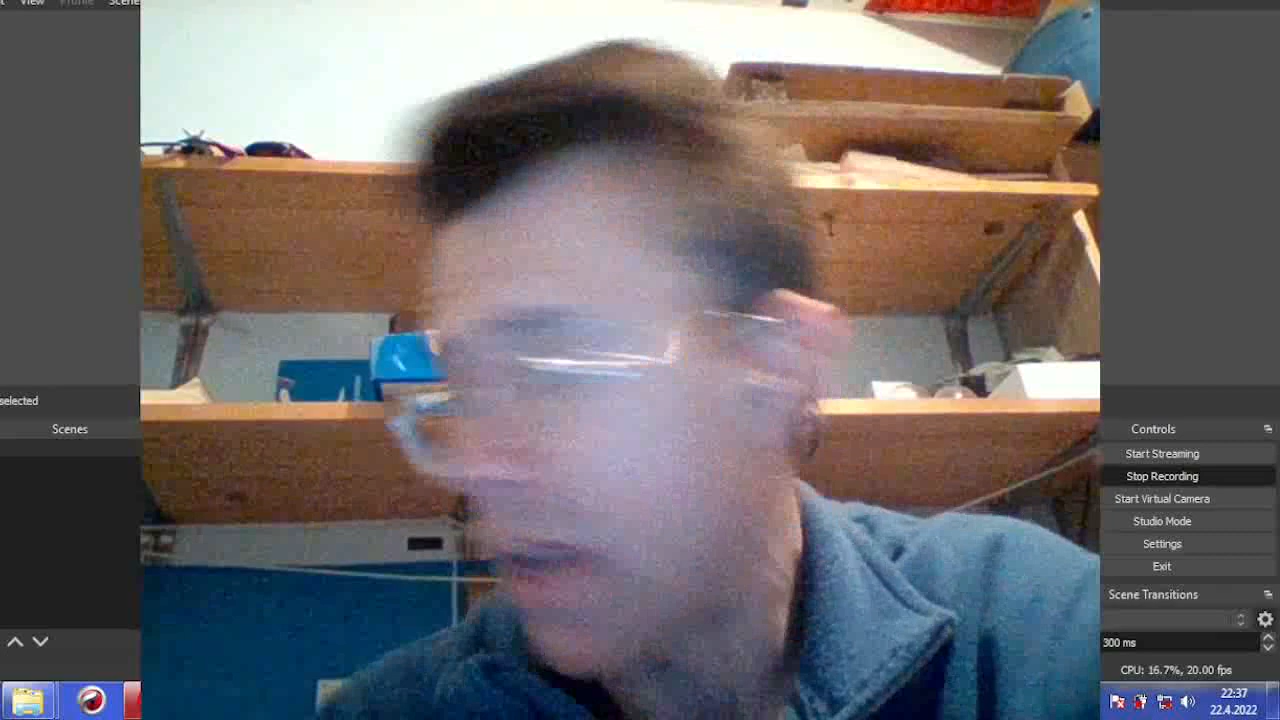 View Profile Scene
selected
Scenes
Controls
Start Streaming
Stop Recording
Start Virtual Camera
Studio Mode
Settings
Exit
Scene Transitions
300 ms
CPU: 16.7%, 20.00 fps
22:37
22.4.2022